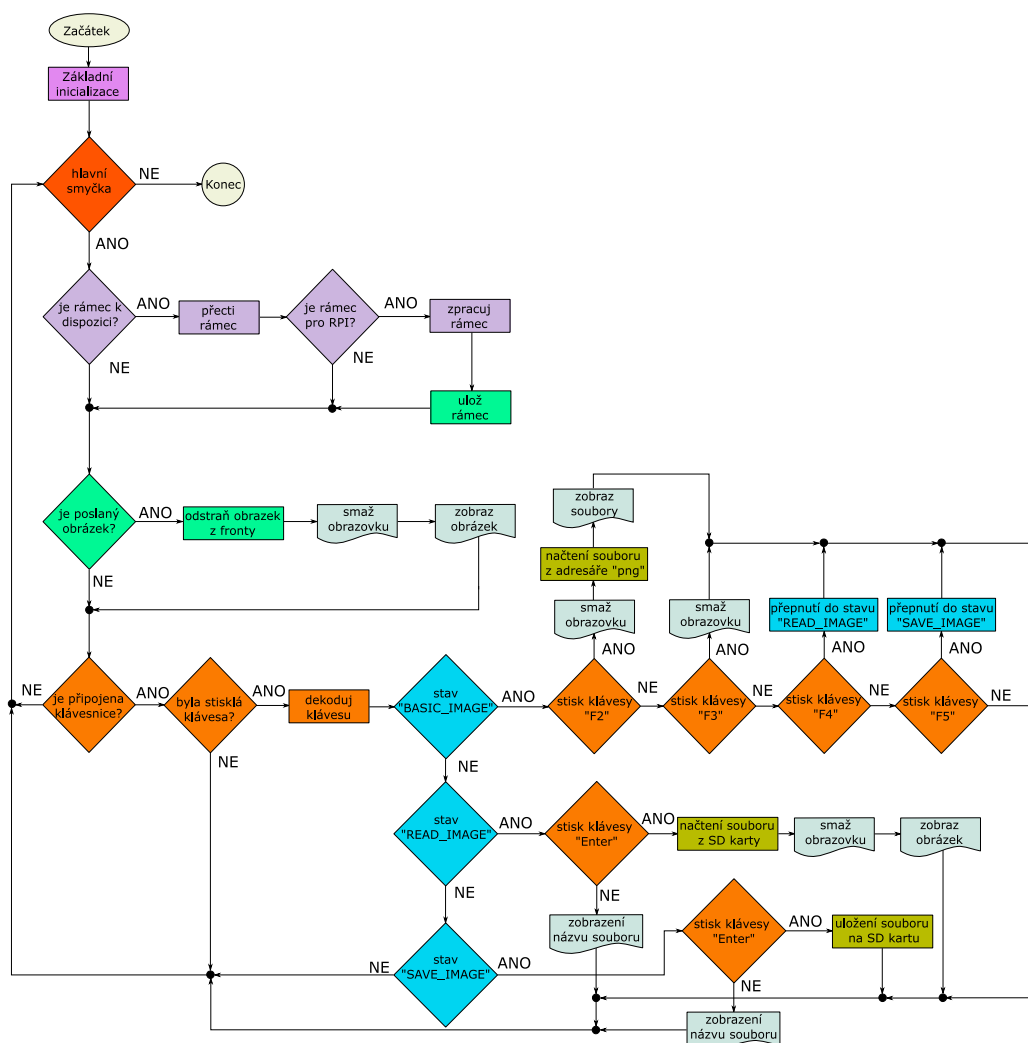 Začátek
Základní
inicializace
hlavní
smyčka
NE
Konec
ANO
je rámec k
dispozici?
ANO
přecti
rámec
je rámec
pro RPI?
ANO
zpracuj
rámec
NE
NE
ulož
rámec
je poslaný
obrázek?
ANO
odstraň obrazek
z fronty
smaž
obrazovku
zobraz
obrázek
NE
zobraz
soubory
načtení souboru
z adresáře "png"
smaž
obrazovku
smaž
obrazovku
přepnutí do stavu
"READ_IMAGE"
přepnutí do stavu
"SAVE_IMAGE"
ANO
ANO
ANO
ANO
NE
je připojena
klávesnice?
ANO
byla stisklá
klávesa?
ANO
dekoduj
klávesu
stav
"BASIC_IMAGE"
ANO
stisk klávesy
"F2"
NE
stisk klávesy
"F3"
NE
stisk klávesy
"F4"
NE
stisk klávesy
"F5"
NE
NE
NE
stav
"READ_IMAGE"
ANO
stisk klávesy
"Enter"
ANO
načtení souboru
z SD karty
smaž
obrazovku
zobraz
obrázek
NE
NE
zobrazení
názvu souboru
stav
"SAVE_IMAGE"
NE
ANO
stisk klávesy
"Enter"
ANO
uložení souboru
na SD kartu
NE
zobrazení
názvu souboru